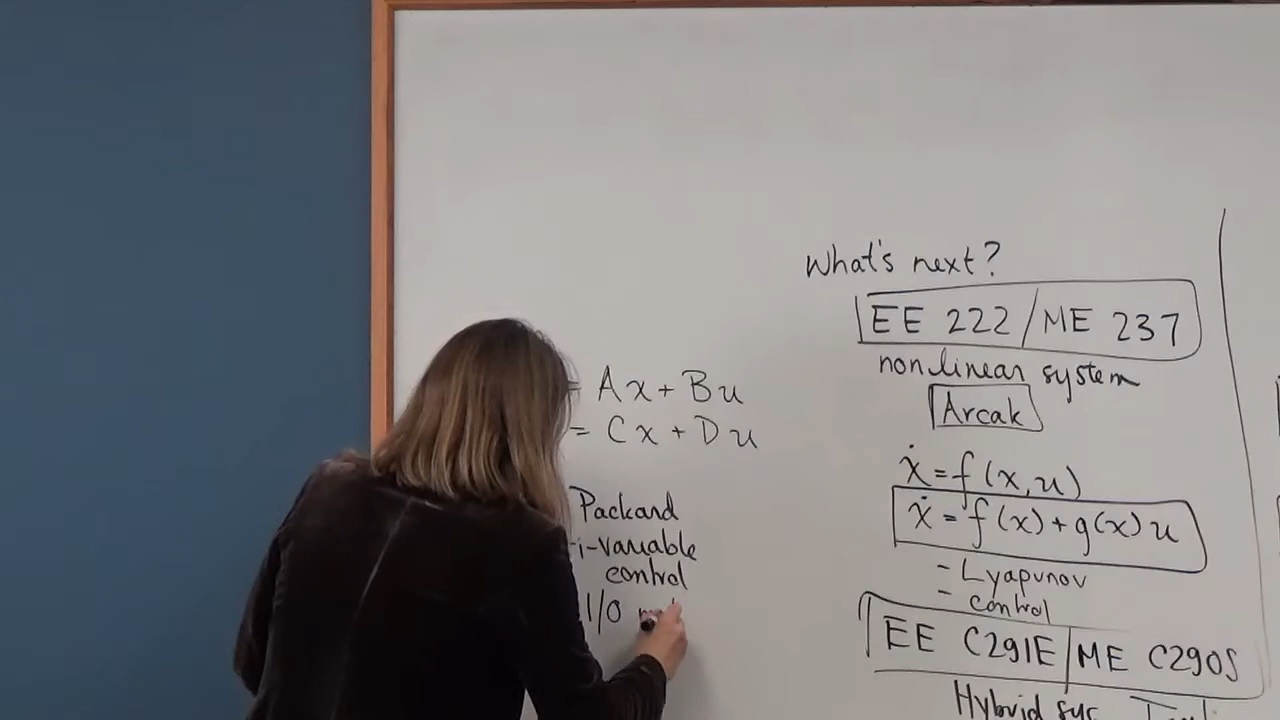 = Ax + Bu
= Cx + Du
Packard
i-variable
control
I/O
What's next?
EE 222 / ME 237
nonlinear system
Arcak
ẋ = f(x,u)
ẋ = f(x) + g(x)u
- Lyapunov
- control
EE C291E | ME C290S
Hybrid sys